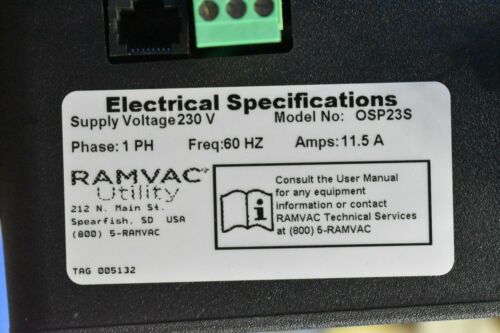 Electrical Specifications
Supply Voltage 230 V Model No: OSP23S
Phase: 1 PH Freq: 60 HZ Amps: 11.5 A
RAMVAC
Utility
212 N. Main St.
Spearfish, SD USA
(800) 5-RAMVAC
Consult the User Manual
for any equipment
information or contact
RAMVAC Technical Services
at (800) 5-RAMVAC
i
TAG 005132